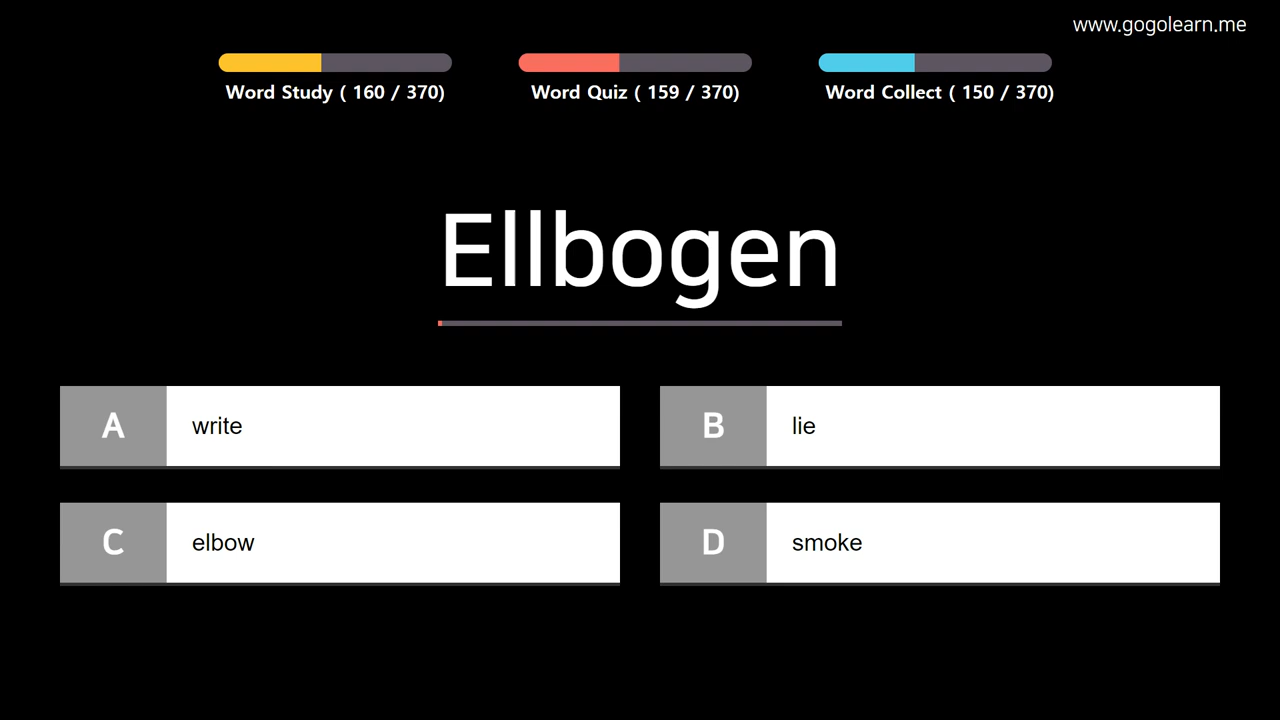 www.gogolearn.me
Word Study ( 160 / 370)
Word Quiz ( 159 / 370)
Word Collect ( 150 / 370)
Ellbogen
A write
B lie
C elbow
D smoke